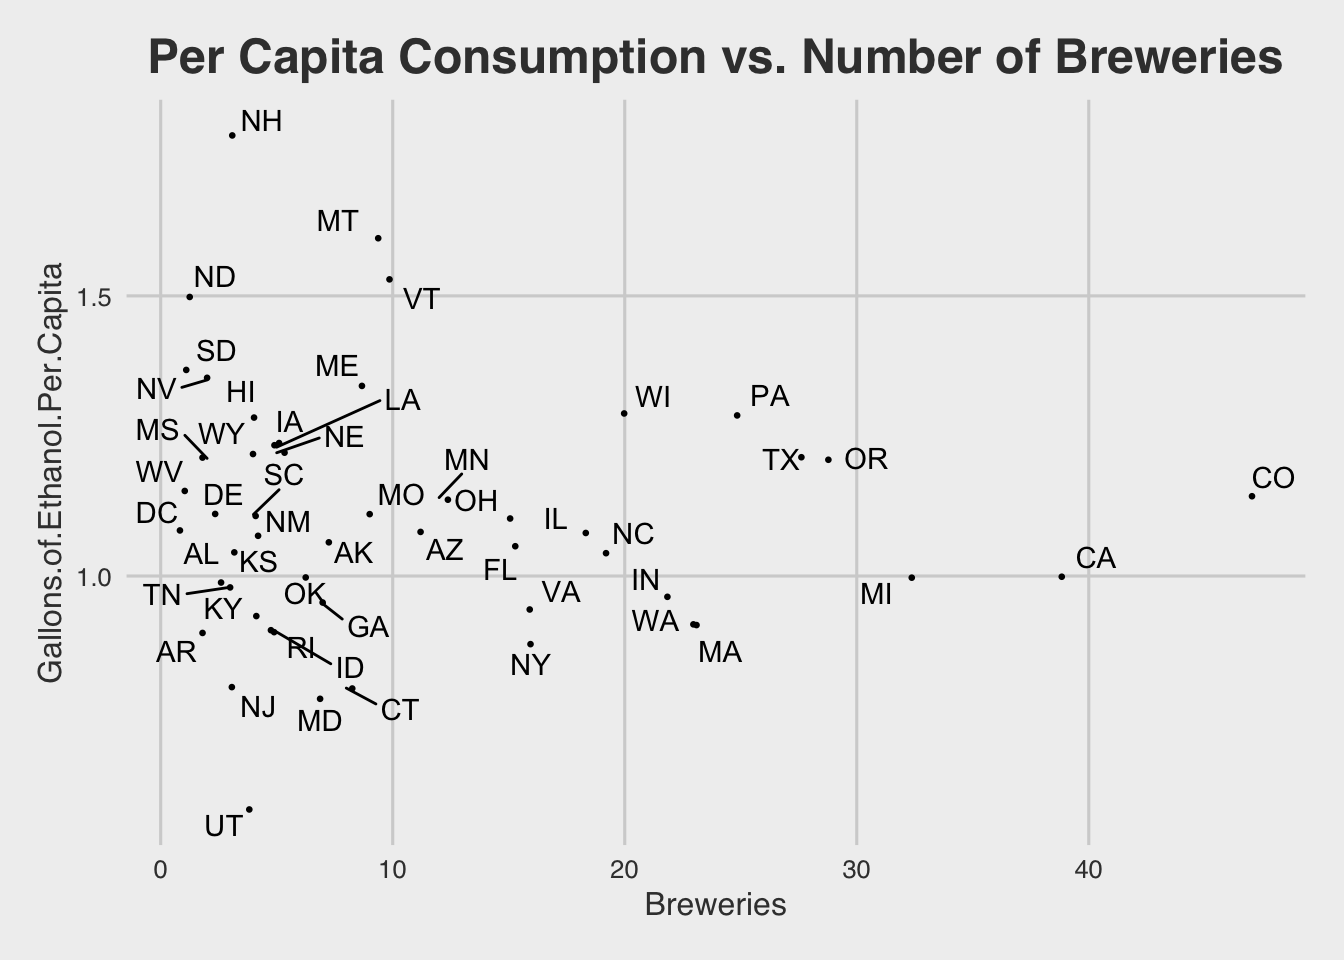 Per Capita Consumption vs. Number of Breweries
NH
MT
ND
1.5
VT
SD
ME
NV
HI
LA
WI
PA
MS
WY
IA
NE
WV
SC
MN
TX
OR
CO
DC
DE
MO
OH
NM
IL
NC
AL
KS
AK
AZ
FL
CA
1.0
TN
KY
OK
VA
IN
MI
GA
WA
AR
RI
ID
NY
MA
NJ
MD
CT
UT
Gallons.of.Ethanol.Per.Capita
0 10 20 30 40
Breweries